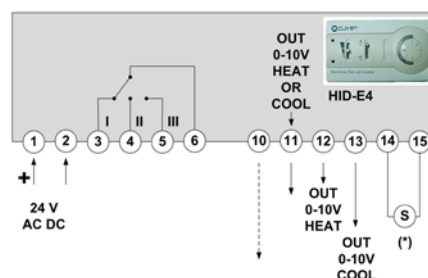 OUT
0-10V
HEAT
OR
COOL
CLIVET
HID-E4
I II III
1 2 3 4 5 6 10 11 12 13 14 15
+
24 V
AC DC
OUT
0-10V
HEAT
OUT
0-10V
COOL
S
(*)